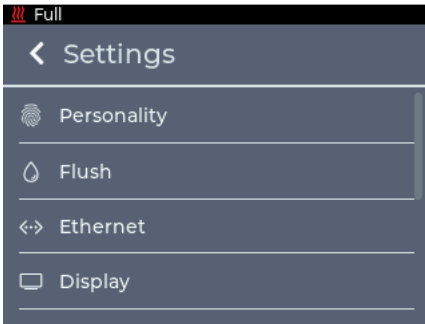 Full
Settings
Personality
Flush
Ethernet
Display